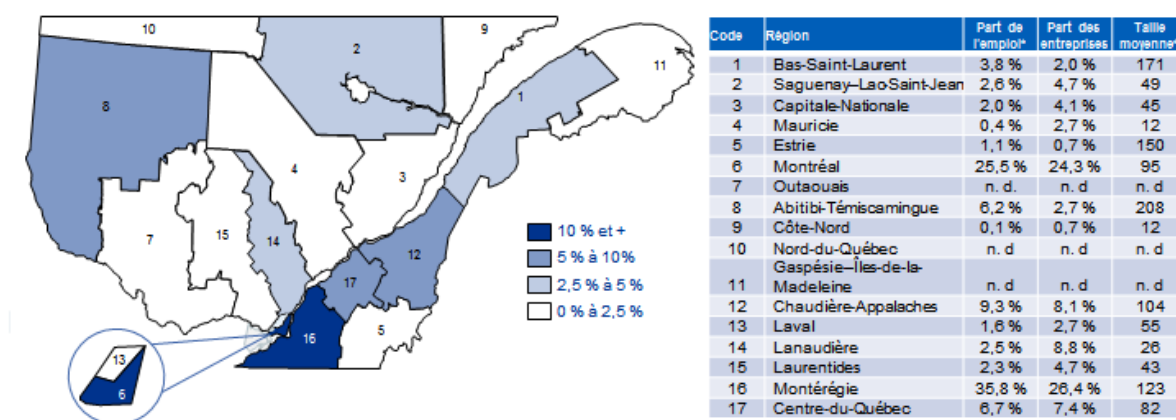 10
9
2
11
1
8
4
3
7
15
14
12
17
16
5
13
6
10 % et +
5 % à 10%
2,5 % à 5 %
0 % à 2,5 %
Code Région Part de l'emploi* Part des entreprises Taille moyenne*
1 Bas-Saint-Laurent 3,8 % 2,0 % 171
2 Saguenay–Lac-Saint-Jean 2,6 % 4,7 % 49
3 Capitale-Nationale 2,0 % 4,1 % 45
4 Mauricie 0,4 % 2,7 % 12
5 Estrie 1,1 % 0,7 % 150
6 Montréal 25,5 % 24,3 % 95
7 Outaouais n. d. n. d n. d
8 Abitibi-Témiscamingue 6,2 % 2,7 % 208
9 Côte-Nord 0,1 % 0,7 % 12
10 Nord-du-Québec n. d n. d n. d
Gaspésie–Îles-de-la-
11 Madeleine n. d n. d n. d
12 Chaudière-Appalaches 9,3 % 8,1 % 104
13 Laval 1,6 % 2,7 % 55
14 Lanaudière 2,5 % 8,8 % 26
15 Laurentides 2,3 % 4,7 % 43
16 Montérégie 35,8 % 26,4 % 123
17 Centre-du-Québec 6,7 % 7,4 % 82